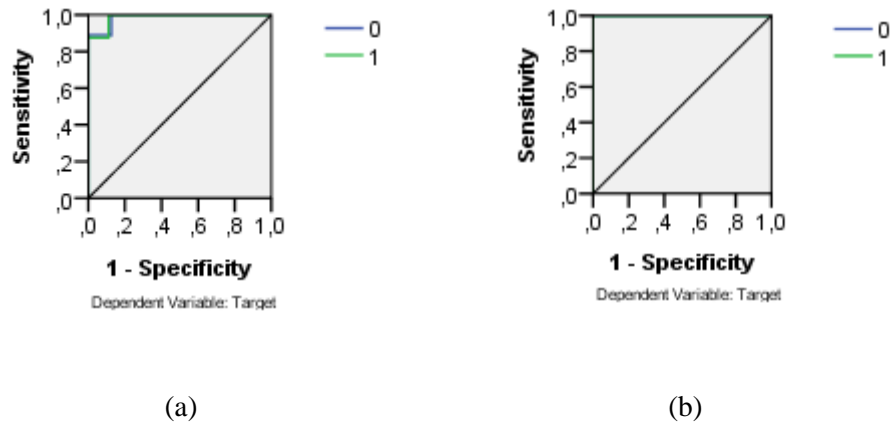 1,0
,8
,6
,4
,2
,0
Sensitivity
,0 ,2 ,4 ,6 ,8 1,0
1 - Specificity
Dependent Variable: Target
0
1
(a)
1,0
,8
,6
,4
,2
,0
Sensitivity
,0 ,2 ,4 ,6 ,8 1,0
1 - Specificity
Dependent Variable: Target
0
1
(b)